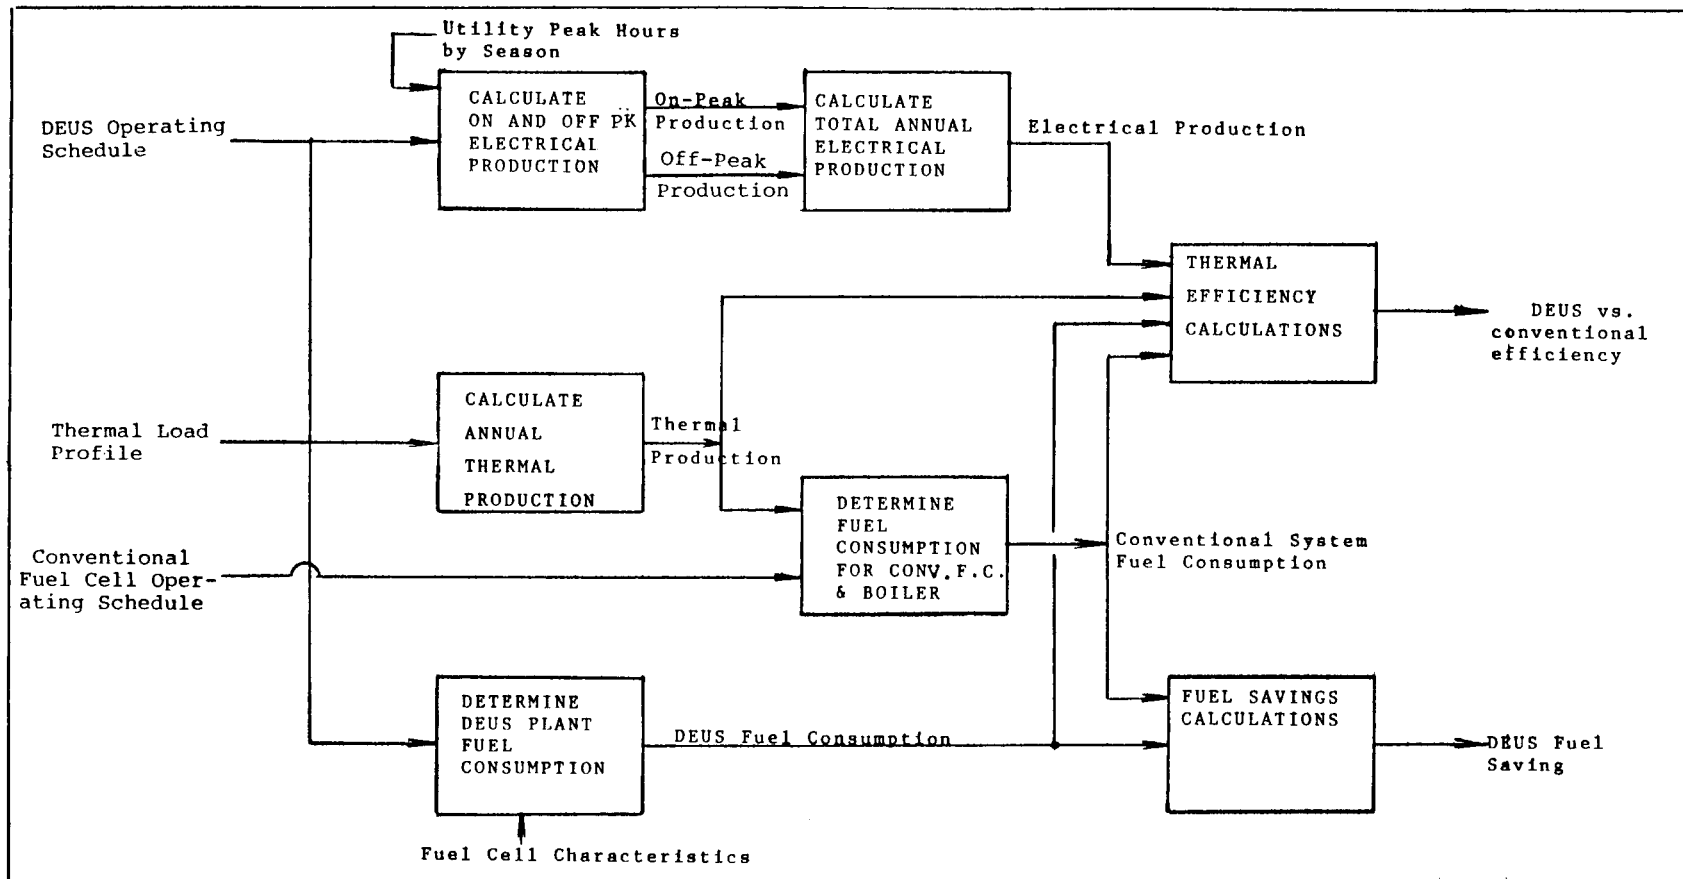 Utility Peak Hours
by Season
DEUS Operating
Schedule
CALCULATE
ON AND OFF PK
ELECTRICAL
PRODUCTION
On-Peak
Production
Off-Peak
Production
CALCULATE
TOTAL ANNUAL
ELECTRICAL
PRODUCTION
Electrical Production
THERMAL
EFFICIENCY
CALCULATIONS
DEUS vs.
conventional
efficiency
Thermal Load
Profile
CALCULATE
ANNUAL
THERMAL
PRODUCTION
Thermal
Production
Conventional
Fuel Cell Oper-
ating Schedule
DETERMINE
FUEL
CONSUMPTION
FOR CONV.F.C.
& BOILER
Conventional System
Fuel Consumption
DETERMINE
DEUS PLANT
FUEL
CONSUMPTION
DEUS Fuel Consumption
FUEL SAVINGS
CALCULATIONS
DEUS Fuel
Saving
Fuel Cell Characteristics